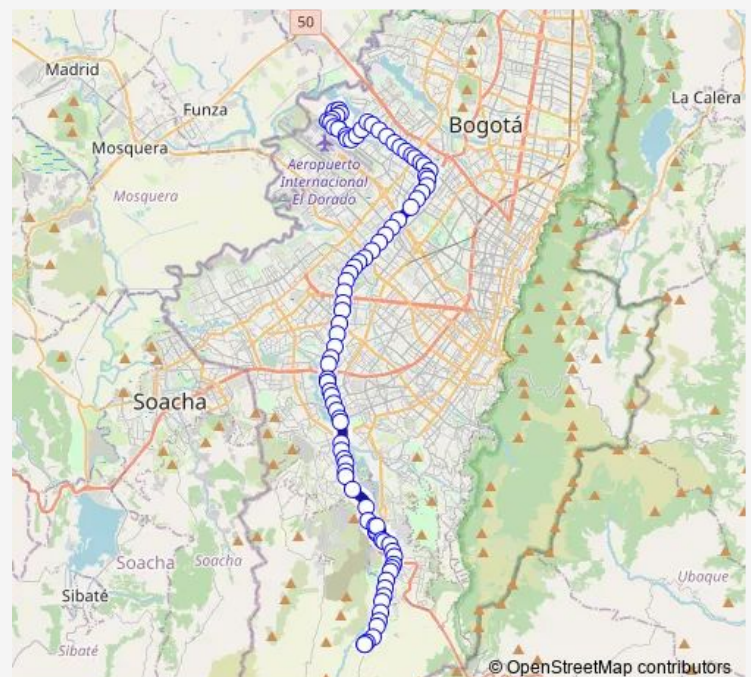 50
Madrid
Funza
La Calera
Bogotá
Mosquera
Aeropuerto
Internacional
El Dorado
Mosquera
Soacha
Soacha
Soacha
Ubaque
Sibaté
Sibaté
© OpenStreetMap contributors